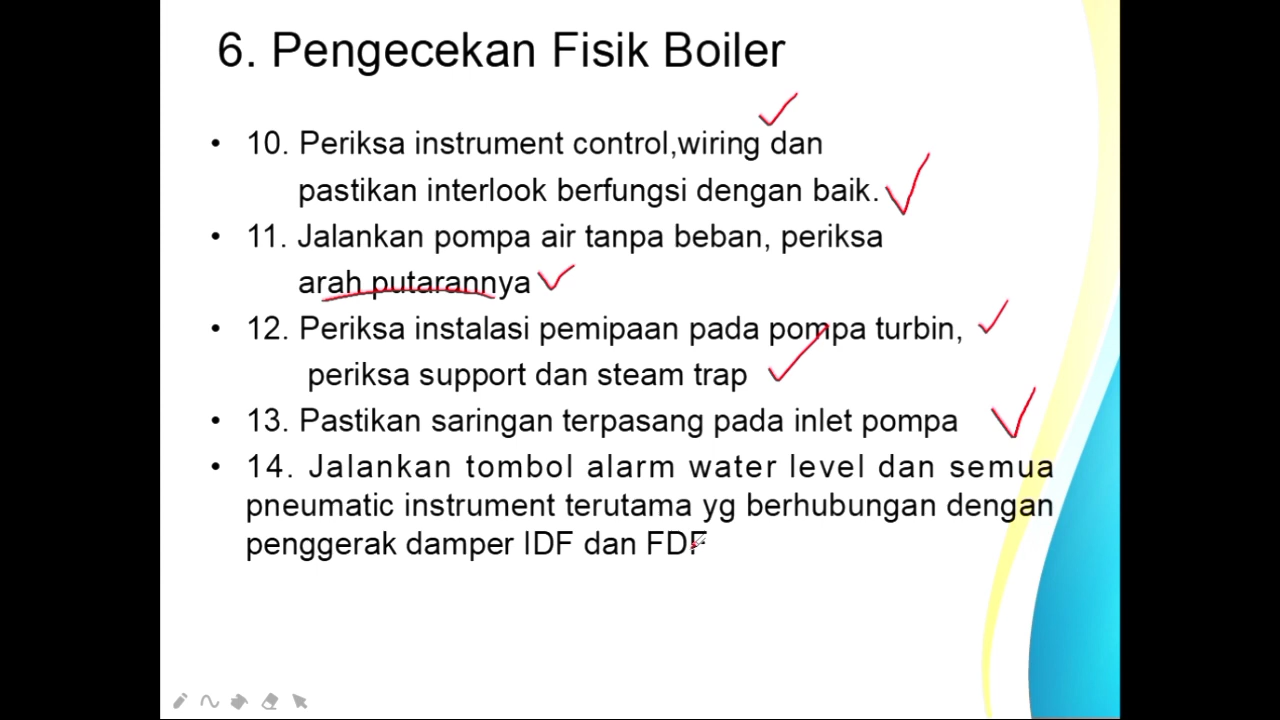 6. Pengecekan Fisik Boiler
• 10. Periksa instrument control,wiring dan
pastikan interlook berfungsi dengan baik.
• 11. Jalankan pompa air tanpa beban, periksa
arah putarannya
• 12. Periksa instalasi pemipaan pada pompa turbin,
periksa support dan steam trap
• 13. Pastikan saringan terpasang pada inlet pompa
• 14. Jalankan tombol alarm water level dan semua
pneumatic instrument terutama yg berhubungan dengan
penggerak damper IDF dan FDF